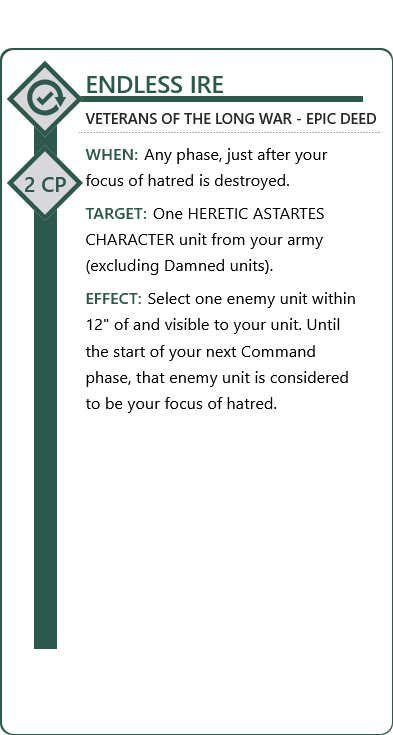 ENDLESS IRE
VETERANS OF THE LONG WAR - EPIC DEED
2 CP
WHEN: Any phase, just after your
focus of hatred is destroyed.
TARGET: One HERETIC ASTARTES
CHARACTER unit from your army
(excluding Damned units).
EFFECT: Select one enemy unit within
12" of and visible to your unit. Until
the start of your next Command
phase, that enemy unit is considered
to be your focus of hatred.